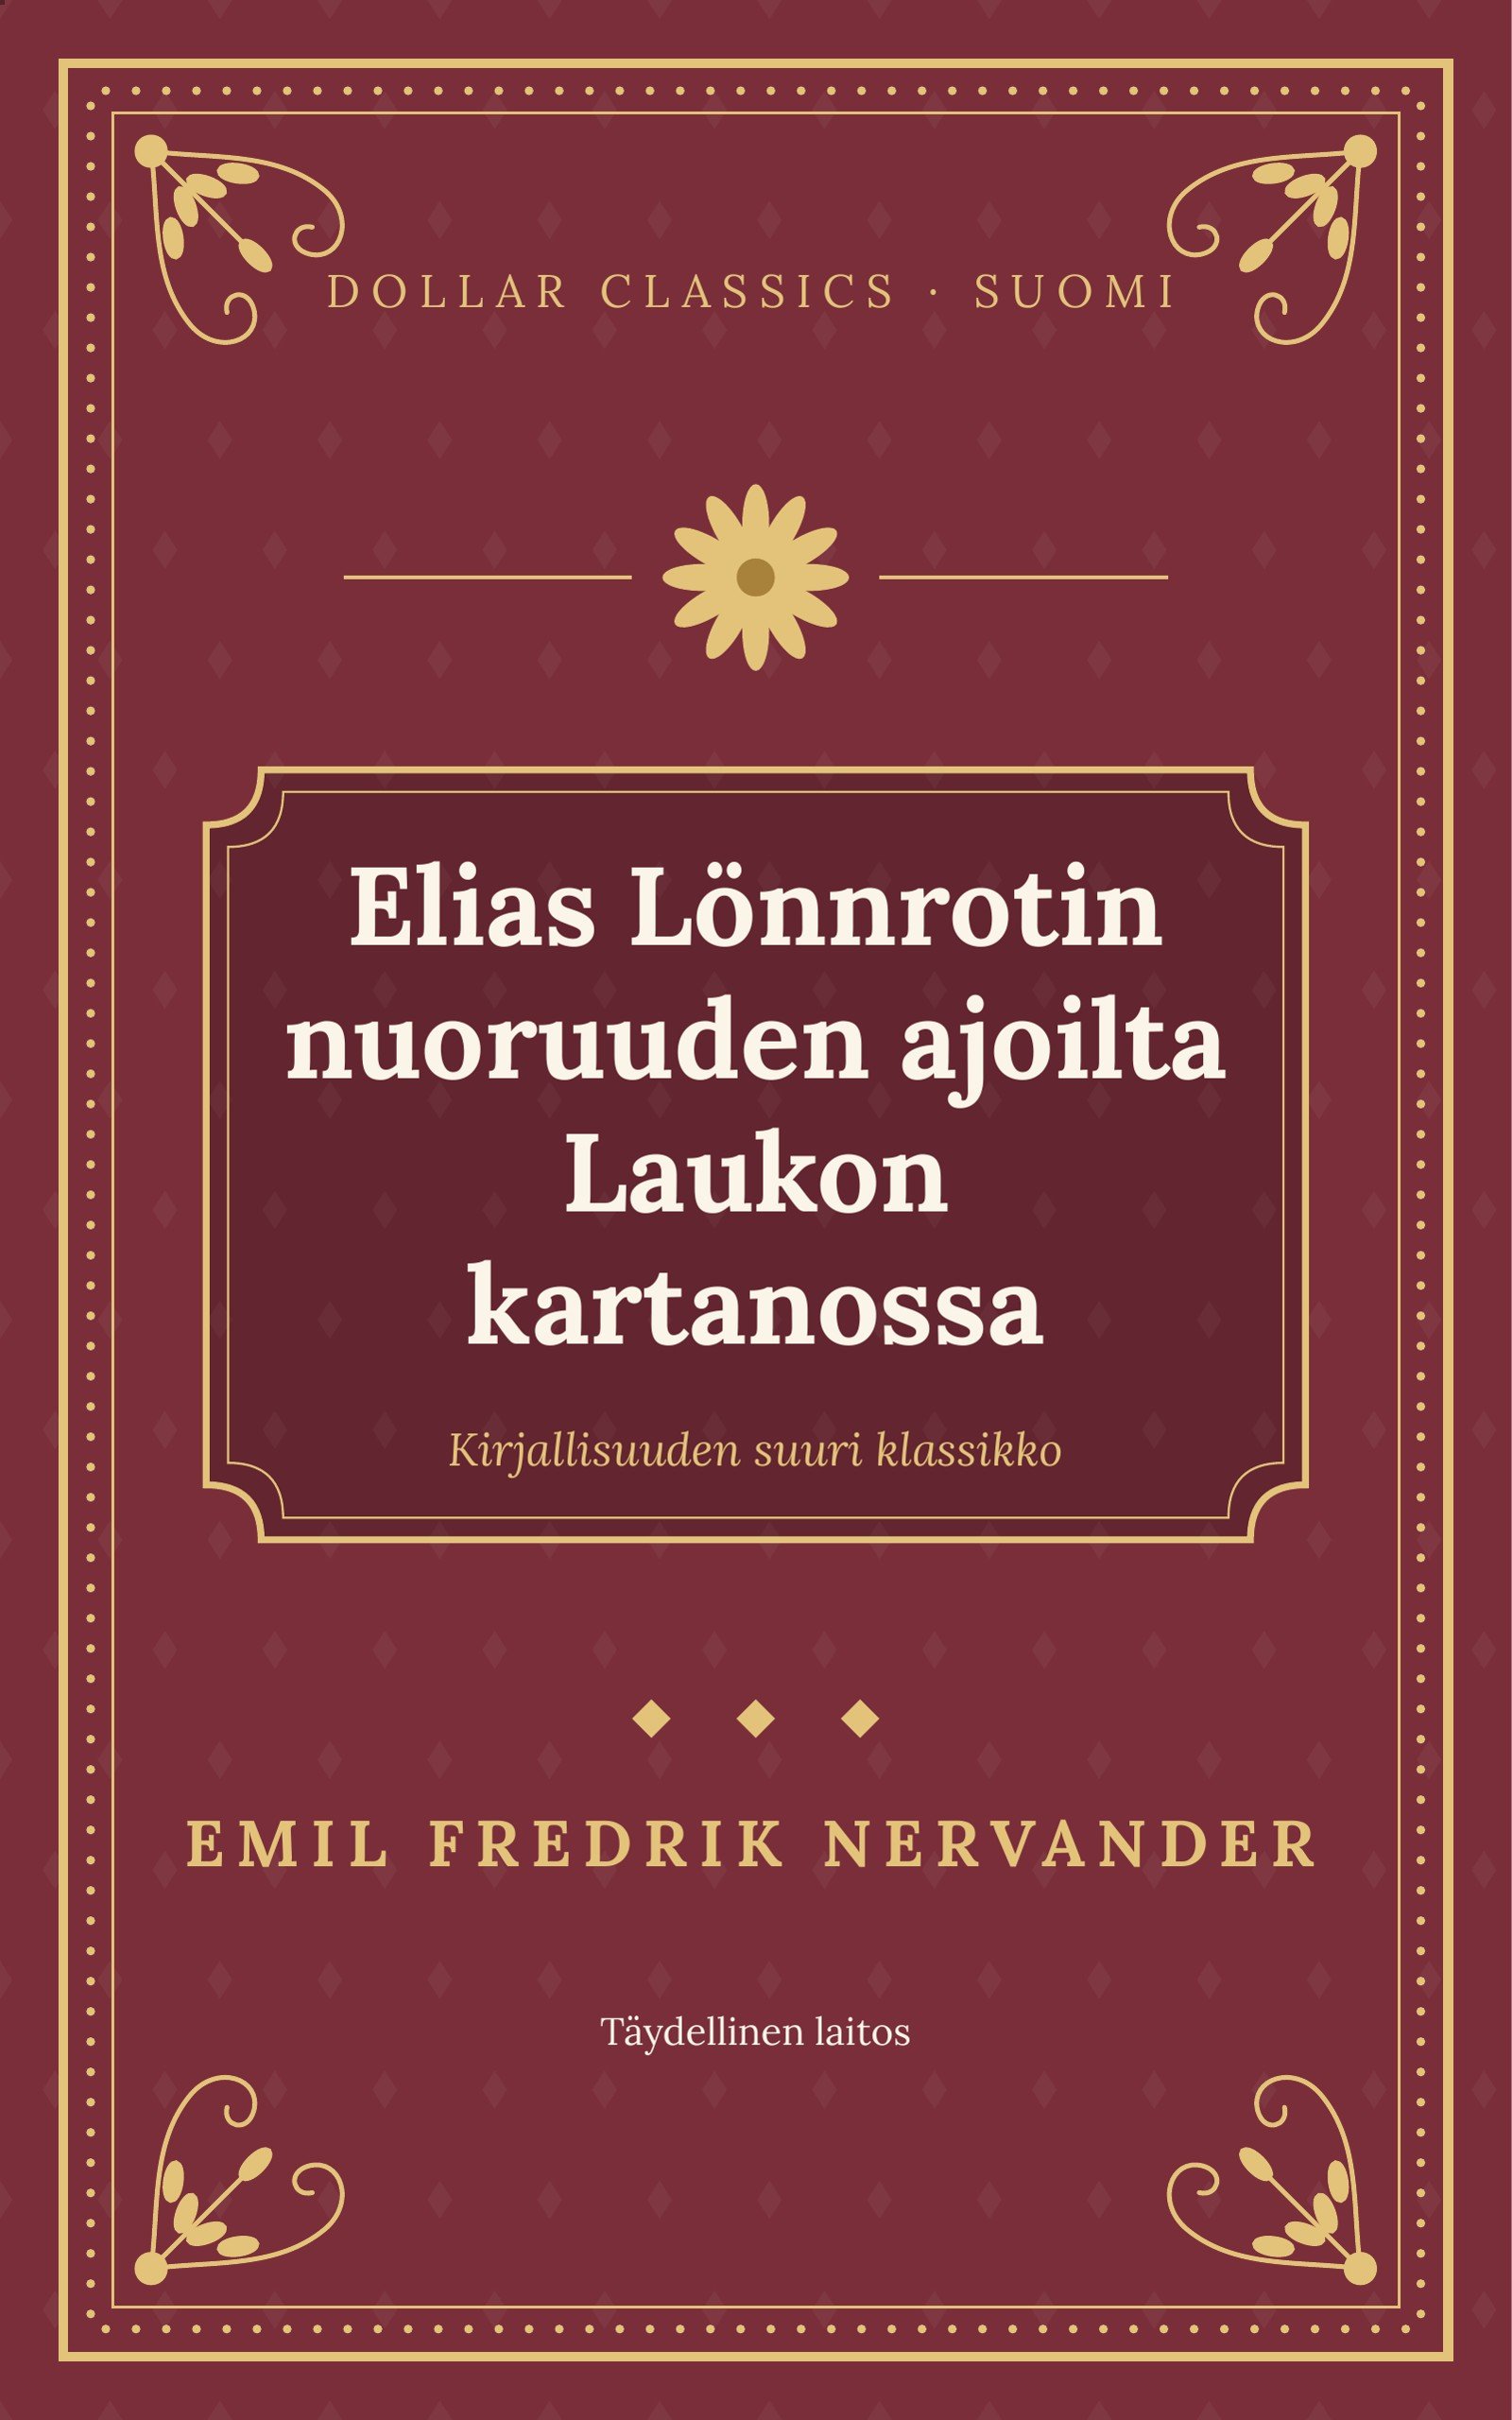 DOLLAR CLASSICS · SUOMI
Elias Lönnrotin
nuoruuden ajoilta
Laukon
kartanossa
Kirjallisuuden suuri klassikko
EMIL FREDRIK NERVANDER
Täydellinen laitos